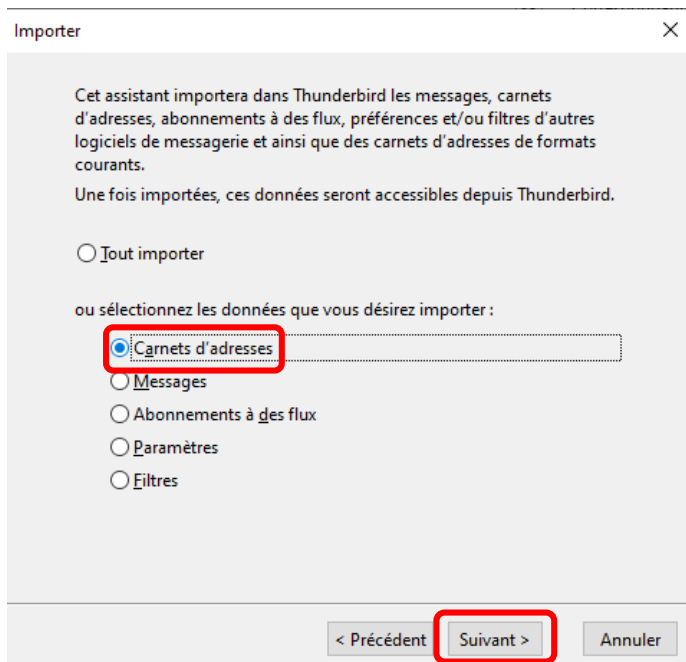 Importer
Cet assistant importera dans Thunderbird les messages, carnets
d'adresses, abonnements à des flux, préférences et/ou filtres d'autres
logiciels de messagerie et ainsi que des carnets d'adresses de formats
courants.
Une fois importées, ces données seront accessibles depuis Thunderbird.
Tout importer
ou sélectionnez les données que vous désirez importer :
Carnets d'adresses
Messages
Abonnements à des flux
Paramètres
Filtres
< Précédent Suivant > Annuler